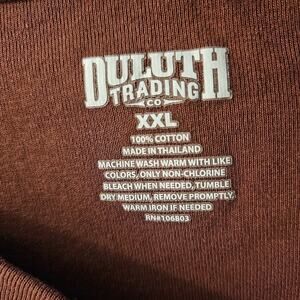 DULUTH
TRADING
CO
XXL
100% COTTON
MADE IN THAILAND
MACHINE WASH WARM WITH LIKE
COLORS, ONLY NON-CHLORINE
BLEACH WHEN NEEDED, TUMBLE
DRY MEDIUM, REMOVE PROMPTLY.
WARM IRON IF NEEDED
RN#106803